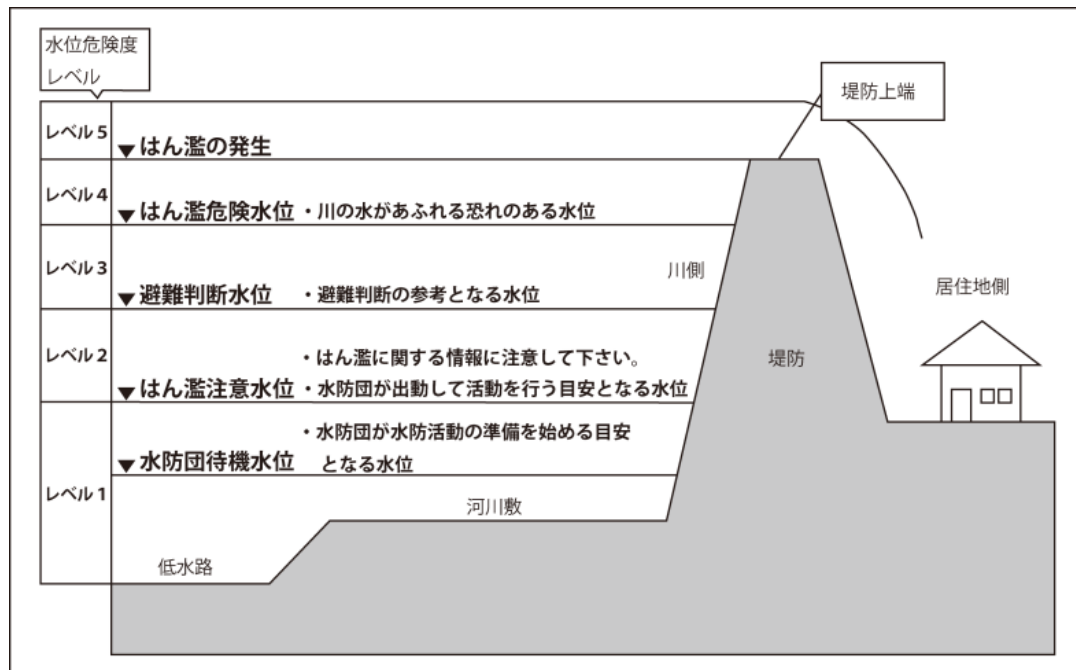 水位危険度
レベル
堤防上端
レベル 5
▼はん濫の発生
レベル 4
▼はん濫危険水位 ・川の水があふれる恐れのある水位
レベル 3
川側
▼避難判断水位 ・避難判断の参考となる水位
居住地側
レベル 2
・はん濫に関する情報に注意して下さい。
堤防
▼はん濫注意水位 ・水防団が出動して活動を行う目安となる水位
・水防団が水防活動の準備を始める目安
▼水防団待機水位 となる水位
レベル 1
河川敷
低水路